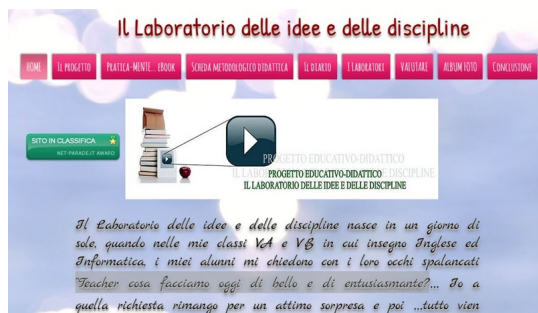 Il Laboratorio delle idee e delle discipline
HOME
IL PROGETTO
PRATICA-MENTE... EBOOK
SCHEDA METODOLOGICO DIDATTICA
IL DIARIO
I LABORATORI
VALUTARE
ALBUM FOTO
CONCLUSIONE
SITO IN CLASSIFICA
NET-PARADE.IT AWARD
PROGETTO EDUCATIVO-DIDATTICO
IL LABORATORIO DELLE IDEE E DELLE DISCIPLINE
PROGETTO EDUCATIVO-DIDATTICO
IL LABORATORIO DELLE IDEE E DELLE DISCIPLINE
Il Laboratorio delle idee e delle discipline nasce in un giorno di
sole, quando nelle mie classi VA e VB in cui insegno Inglese ed
Informatica, i miei alunni mi chiedono con i loro occhi spalancati
"Teacher cosa facciamo oggi di bello e di entusiasmante?... Io a
quella richiesta rimango per un attimo sorpresa e poi ...tutto vien